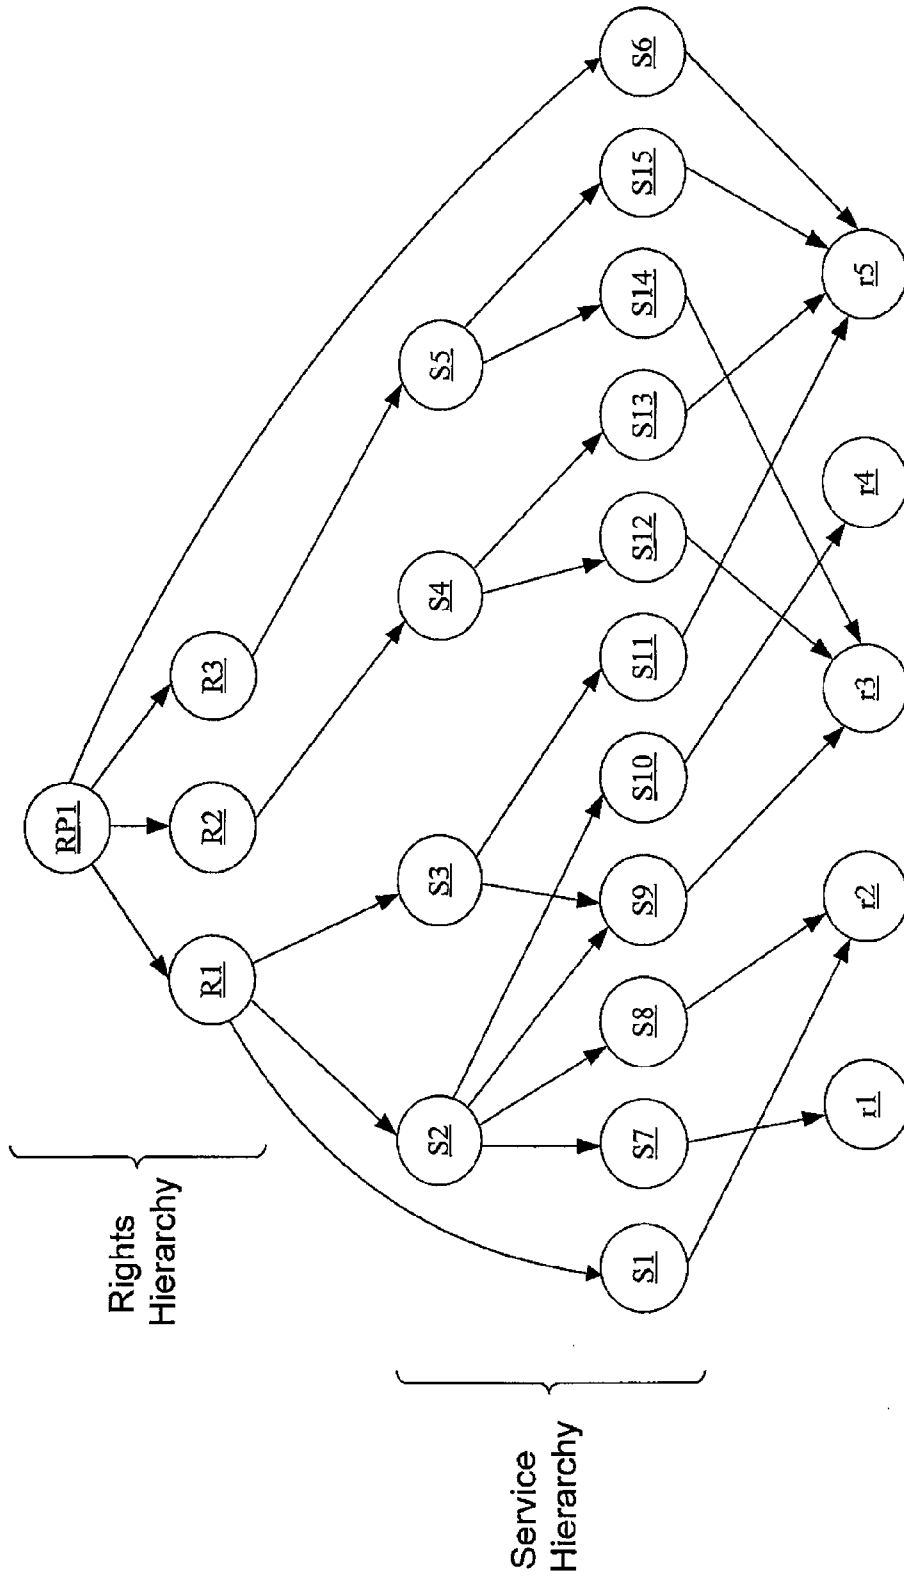 RP1
R1
R2
R3
Rights
Hierarchy
S2
S3
S4
S5
S1
S7
S8
S9
S10
S11
S12
S13
S14
S15
S6
Service
Hierarchy
r1
r2
r3
r4
r5